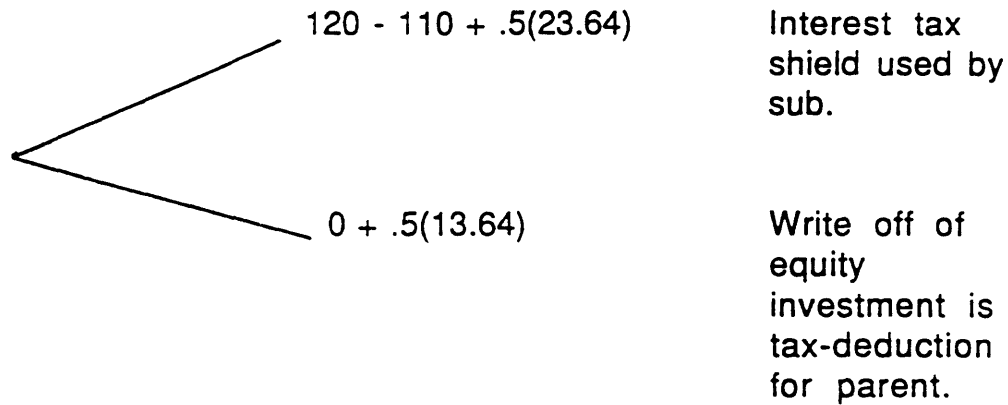 120 - 110 + .5(23.64)
Interest tax
shield used by
sub.
0 + .5(13.64)
Write off of
equity
investment is
tax-deduction
for parent.